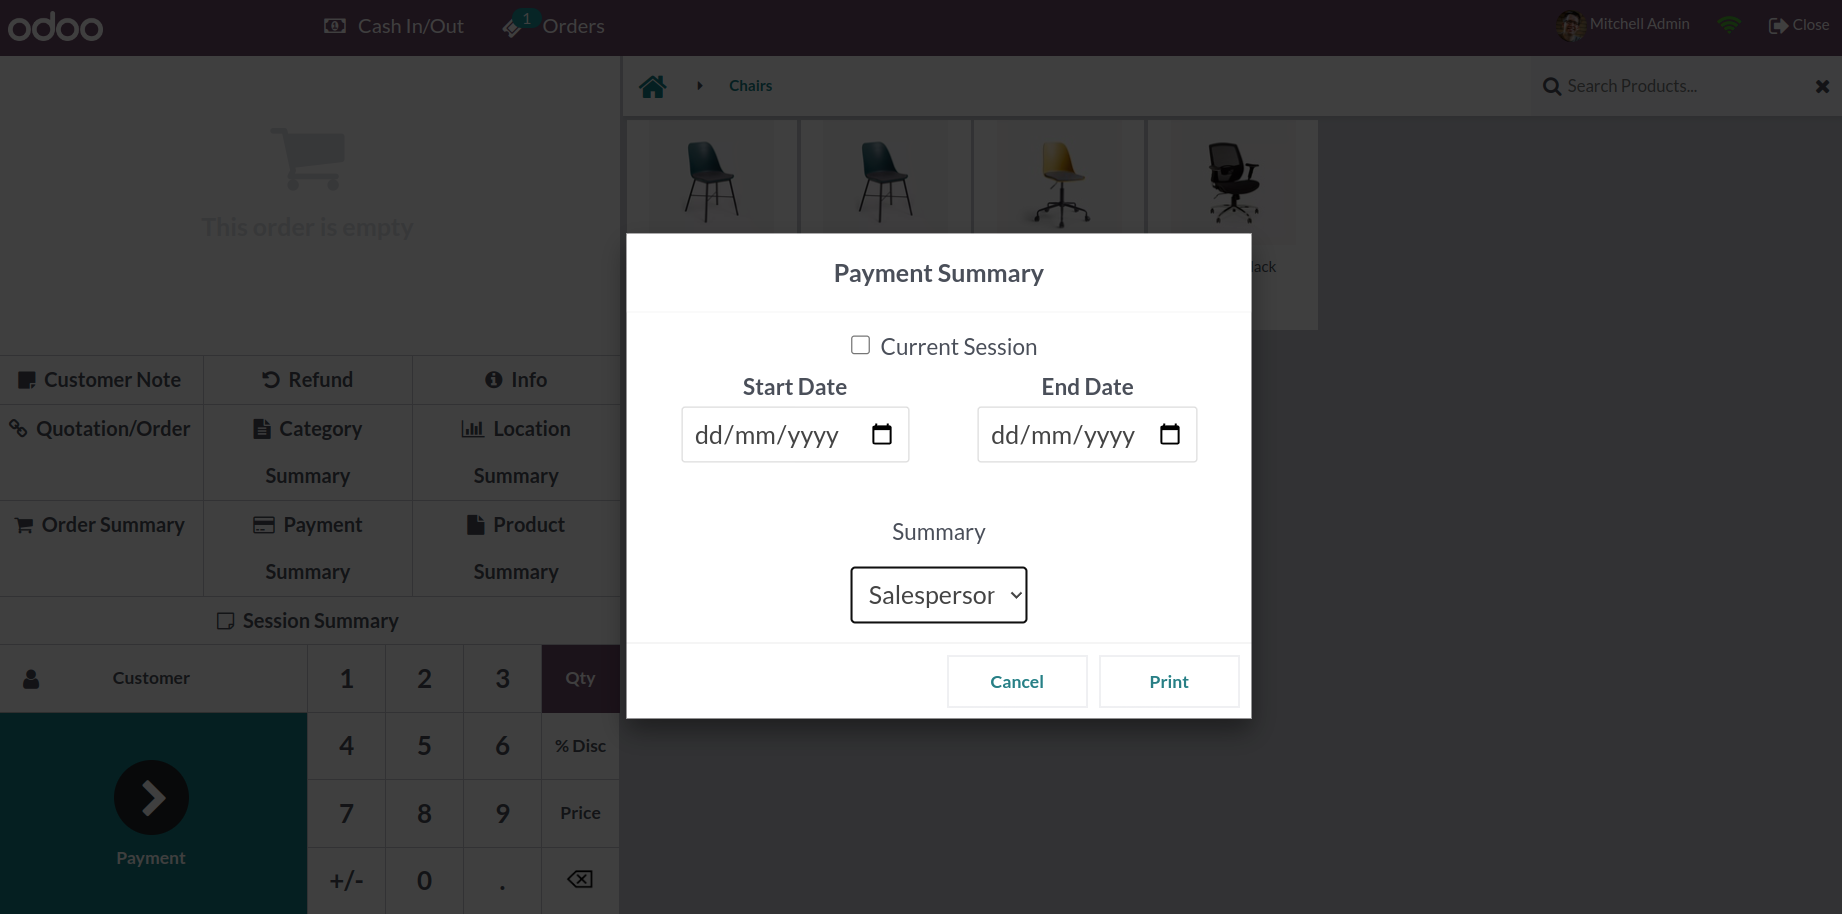 odoo
Cash In/Out
1
Orders
Mitchell Admin
Close
Chairs
Search Products...
This order is empty
Customer Note
Refund
Info
Quotation/Order
Category
Summary
Location
Summary
Order Summary
Payment
Summary
Product
Summary
Session Summary
Customer
1
2
3
Qty
4
5
6
% Disc
7
8
9
Price
+/-
0
.
Payment
Payment Summary
Current Session
Start Date
End Date
dd/mm/yyyy
dd/mm/yyyy
Summary
Salesperson
Cancel
Print